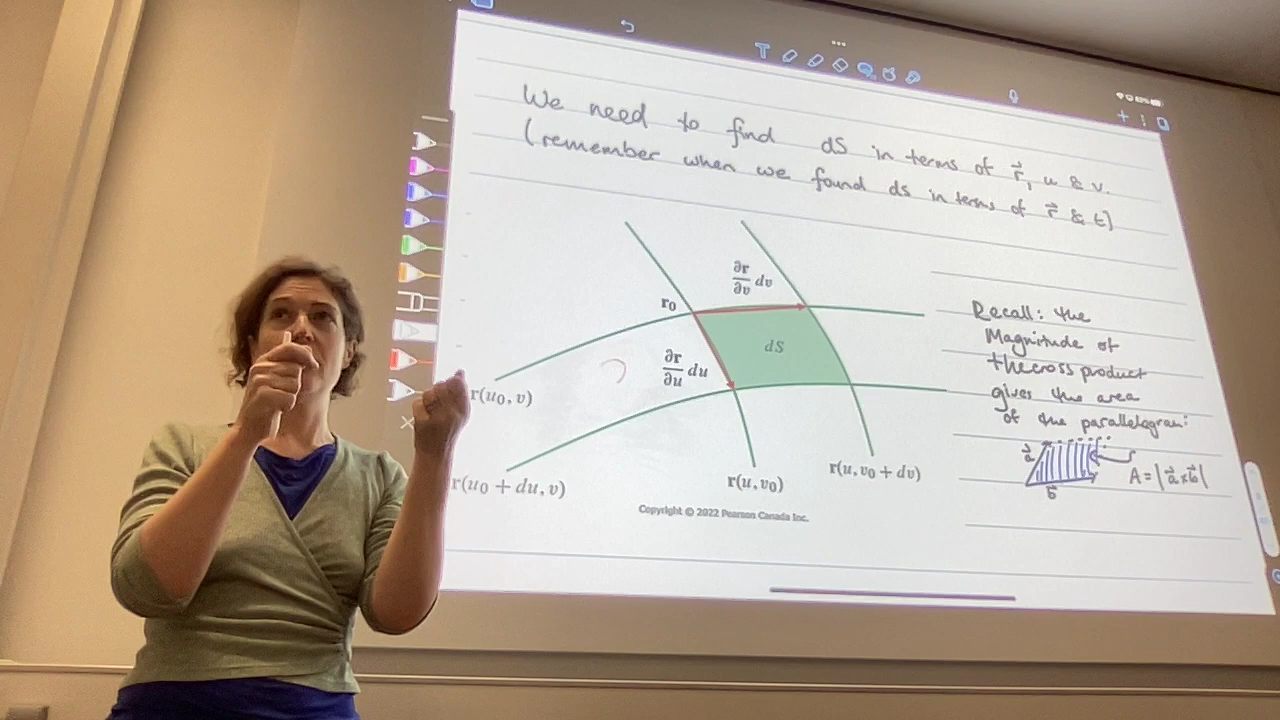 We need to find dS in terms of r⃗, u & v.
(remember when we found ds in terms of r⃗ & t)
∂r/∂v dv
r₀
dS
∂r/∂u du
r(u₀, v)
r(u₀ + du, v)
r(u, v₀)
r(u, v₀ + dv)
Copyright © 2022 Pearson Canada Inc.
Recall: the
Magnitude of
the cross product
gives the area
of the parallelogram:
a⃗
b⃗
A = |a⃗ x b⃗|